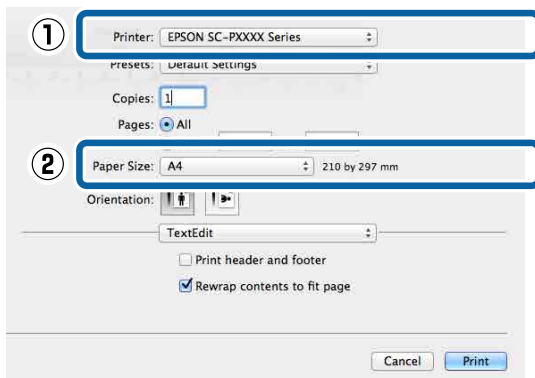 1 Printer: EPSON SC-PXXXX Series
Presets: Default Settings
Copies: 1
Pages: All
2 Paper Size: A4 210 by 297 mm
Orientation:
TextEdit
Print header and footer
Rewrap contents to fit page
Cancel Print